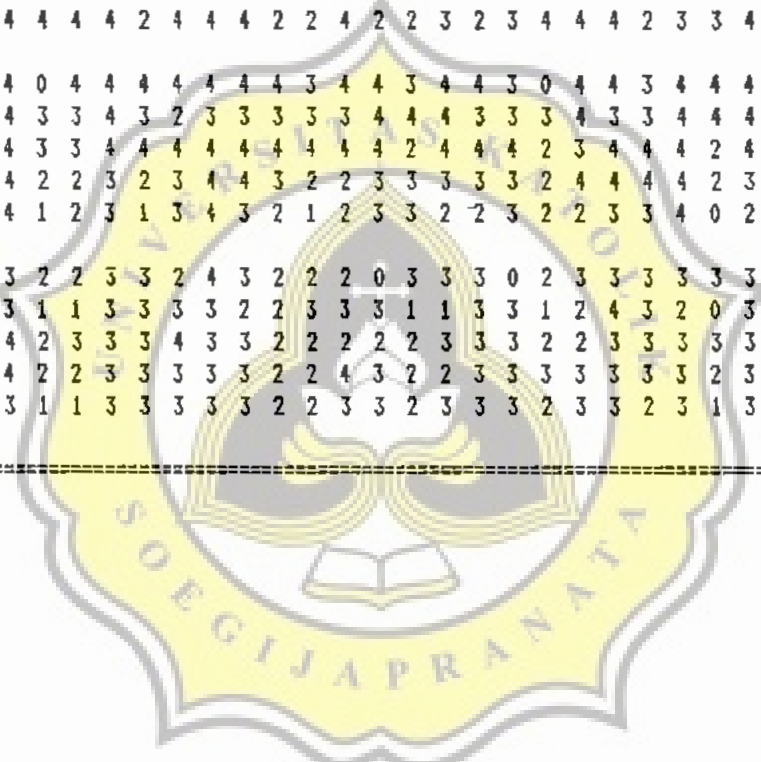 4 4 4 4 2 4 4 4 2 2 4 2 2 3 2 3 4 4 4 2 3 3 4
4 0 4 4 4 4 4 4 4 3 4 4 3 4 4 3 0 4 4 3 4 4 4
4 3 3 4 3 2 3 3 3 3 3 4 4 4 3 3 3 4 3 3 4 4 4
4 3 3 4 4 4 4 4 4 4 4 4 2 4 4 4 2 3 4 4 4 2 4
4 2 2 3 2 3 4 4 3 2 2 3 3 3 3 3 2 4 4 4 4 2 3
4 1 2 3 1 3 4 3 2 1 2 3 3 2 2 3 2 2 3 3 4 0 2
3 2 2 3 3 2 4 3 2 2 2 0 3 3 3 0 2 3 3 3 3 3 3
3 1 1 3 3 3 3 2 2 3 3 3 1 1 3 3 1 2 4 3 2 0 3
4 2 3 3 3 4 3 3 2 2 2 2 2 3 3 3 2 2 3 3 3 3 3
4 2 2 3 3 3 3 3 2 2 4 3 2 2 3 3 3 3 3 3 3 2 3
3 1 1 3 3 3 3 3 2 2 3 3 2 3 3 3 2 3 3 2 3 1 3
UNIVERSITAS KATOLIK
SOEGIJAPRANATA